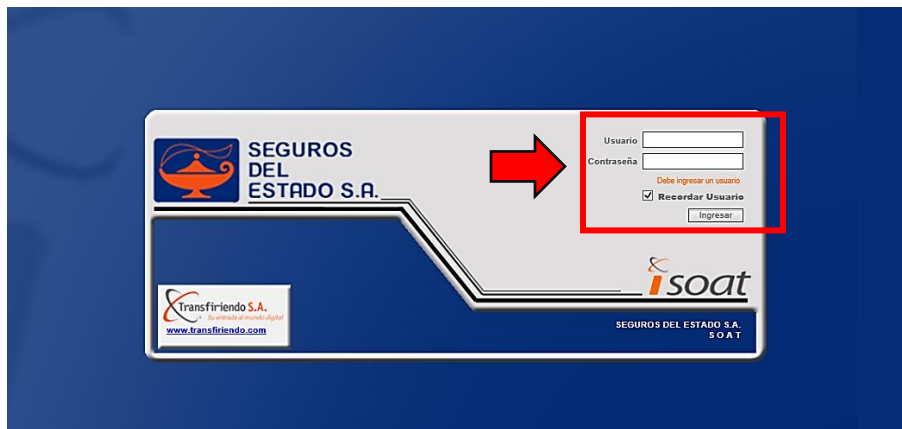 SEGUROS
DEL
ESTADO S.A.
Usuario
Contraseña
Debe ingresar un usuario
Recordar Usuario
Ingresar
isoat
Transfiriendo S.A.
Su entrada al mundo digital
www.transfiriendo.com
SEGUROS DEL ESTADO S.A.
SOAT